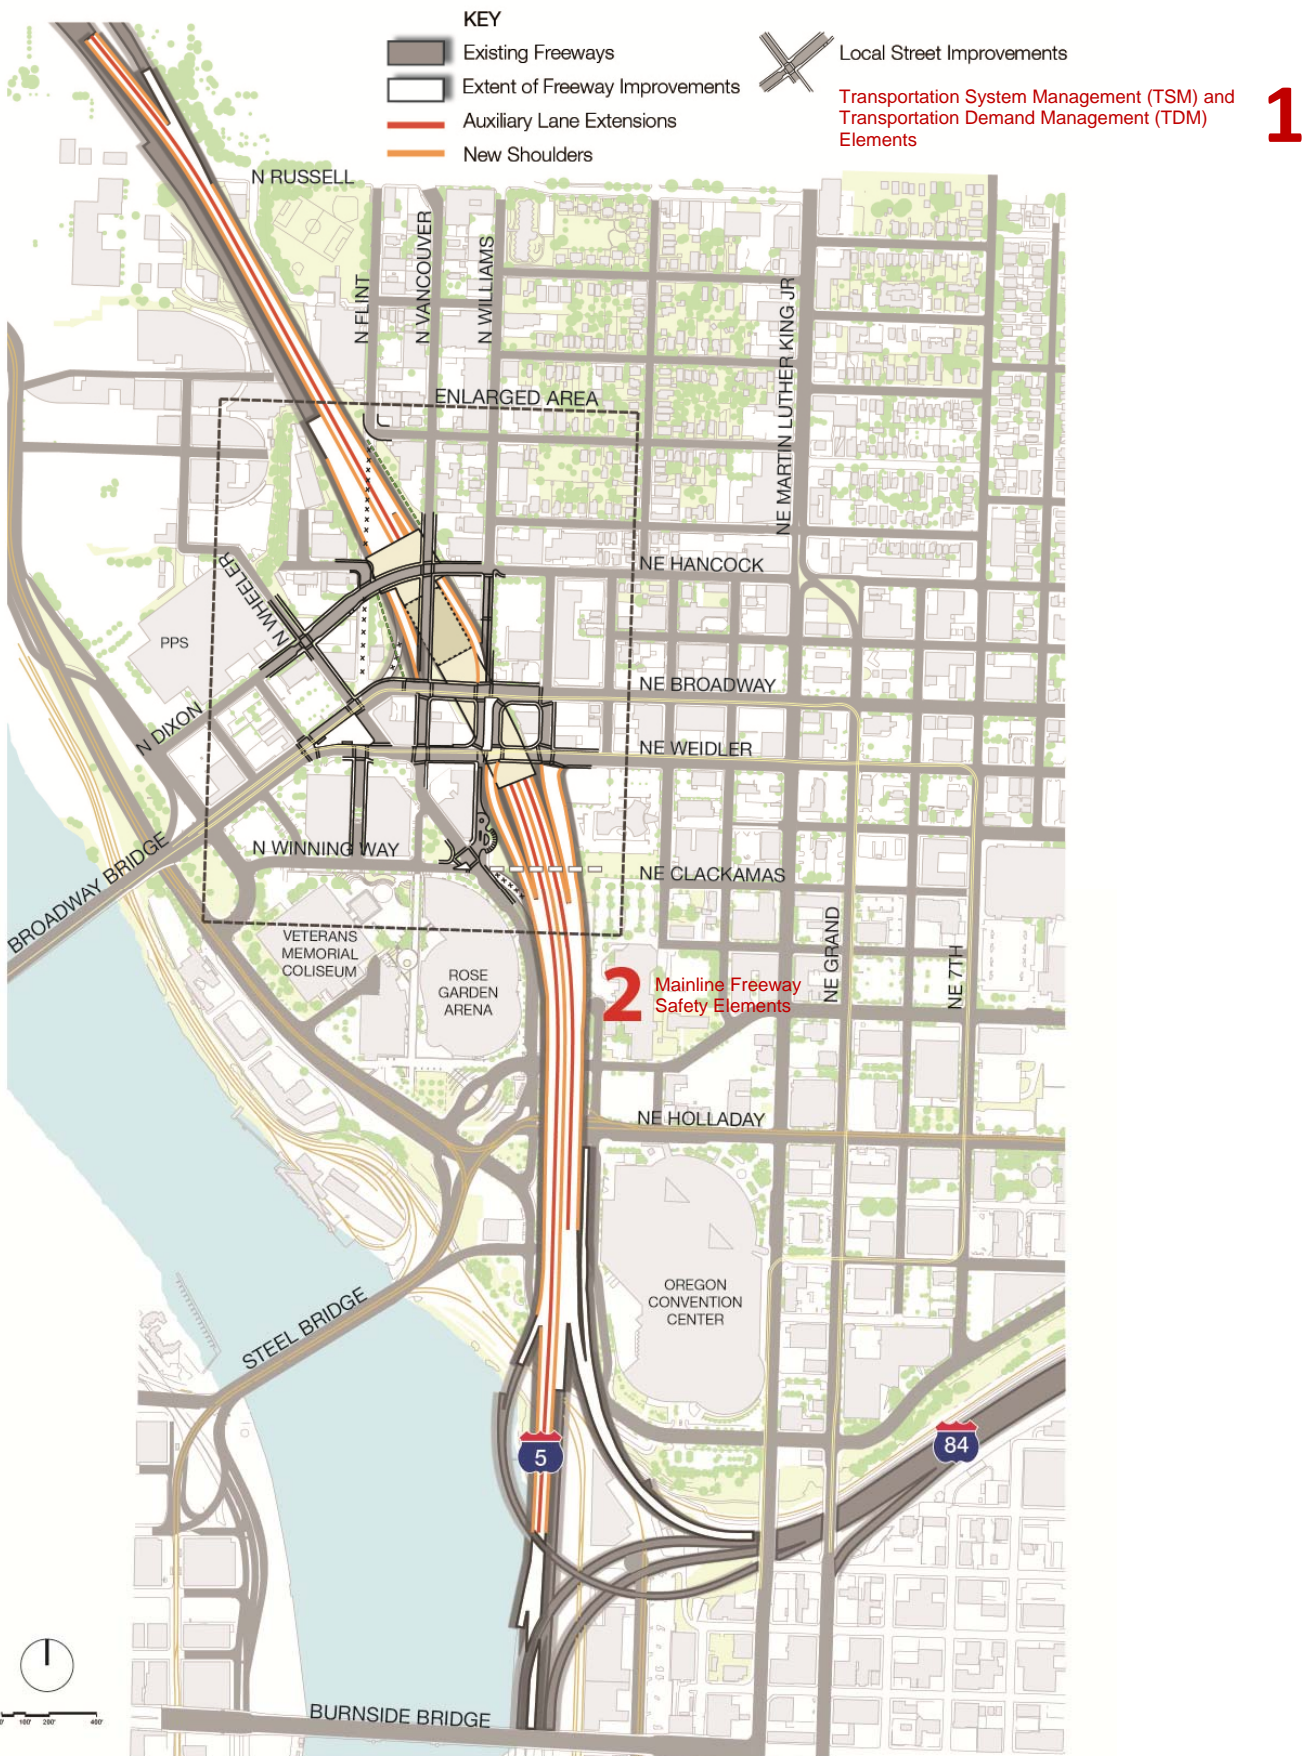 KEY
Existing Freeways
Extent of Freeway Improvements
Auxiliary Lane Extensions
New Shoulders
Local Street Improvements
Transportation System Management (TSM) and
Transportation Demand Management (TDM)
Elements
1
N RUSSELL
N FLINT
N VANCOUVER
N WILLIAMS
NE MARTIN LUTHER KING JR
ENLARGED AREA
NE HANCOCK
N WHEELER
PPS
NE BROADWAY
N DIXON
NE WEIDLER
N WINNING WAY
BROADWAY BRIDGE
NE CLACKAMAS
VETERANS
MEMORIAL
COLISEUM
ROSE
GARDEN
ARENA
NE GRAND
NE 7TH
2
Mainline Freeway
Safety Elements
NE HOLLADAY
OREGON
CONVENTION
CENTER
STEEL BRIDGE
5
84
BURNSIDE BRIDGE
0' 100' 200' 400'